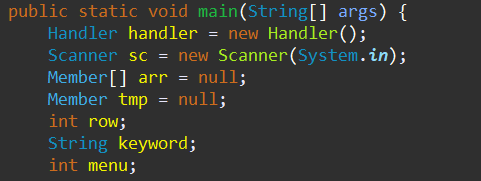 public static void main(String[] args) {
    Handler handler = new Handler();
    Scanner sc = new Scanner(System.in);
    Member[] arr = null;
    Member tmp = null;
    int row;
    String keyword;
    int menu;